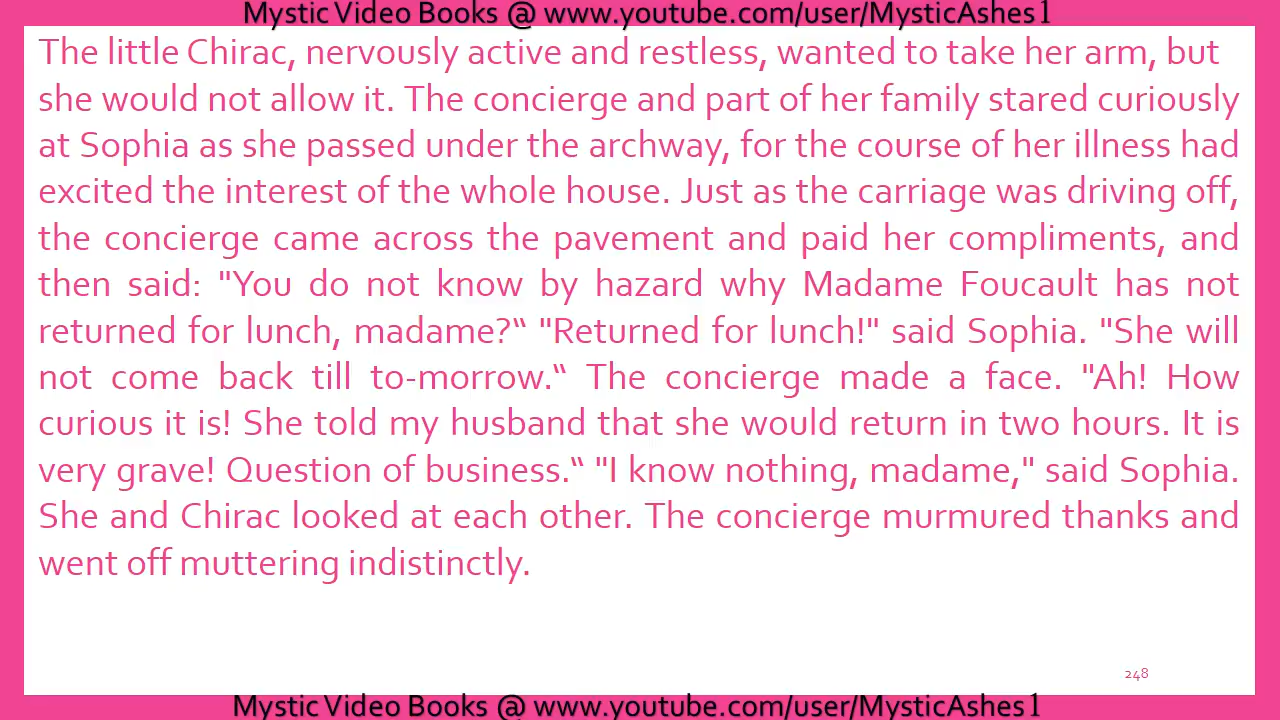 Mystic Video Books @ www.youtube.com/user/MysticAshes1
The little Chirac, nervously active and restless, wanted to take her arm, but
she would not allow it. The concierge and part of her family stared curiously
at Sophia as she passed under the archway, for the course of her illness had
excited the interest of the whole house. Just as the carriage was driving off,
the concierge came across the pavement and paid her compliments, and
then said: "You do not know by hazard why Madame Foucault has not
returned for lunch, madame?“ "Returned for lunch!" said Sophia. "She will
not come back till to-morrow.“ The concierge made a face. "Ah! How
curious it is! She told my husband that she would return in two hours. It is
very grave! Question of business.“ "I know nothing, madame," said Sophia.
She and Chirac looked at each other. The concierge murmured thanks and
went off muttering indistinctly.
248
Mystic Video Books @ www.youtube.com/user/MysticAshes1